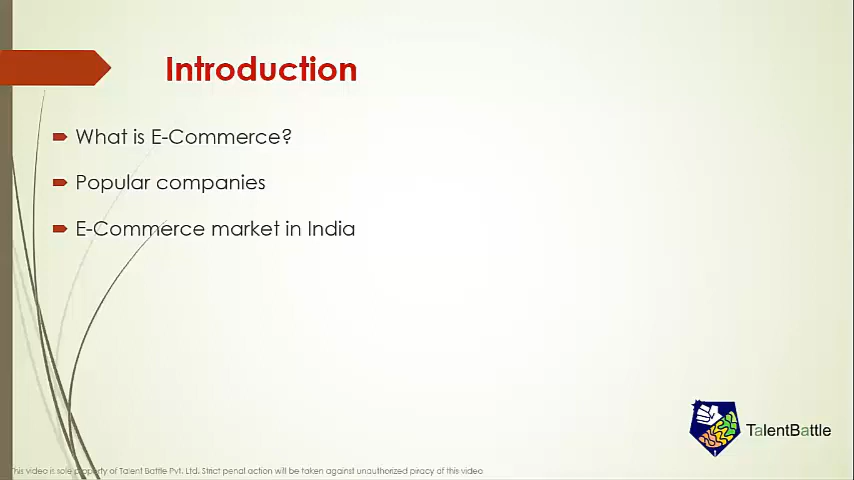 Introduction
What is E-Commerce?
Popular companies
E-Commerce market in India
TalentBattle
This video is sole property of Talent Battle Pvt. Ltd. Strict penal action will be taken against unauthorized piracy of this video